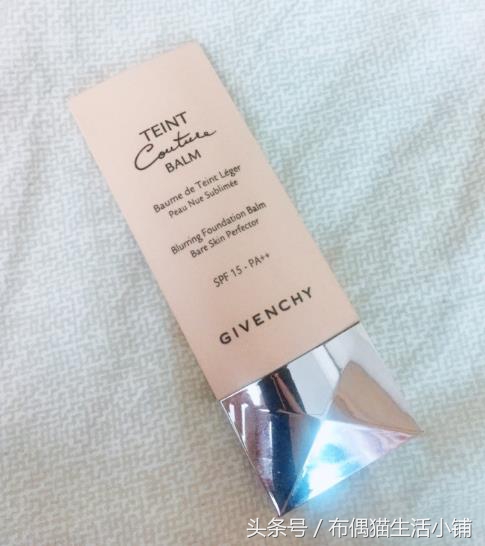 TEINT
Couture
BALM
Baume de Teint Léger
Peau Nue Sublimée
Blurring Foundation Balm
Bare Skin Perfector
SPF 15 - PA++
GIVENCHY
头条号 / 布偶猫生活小铺